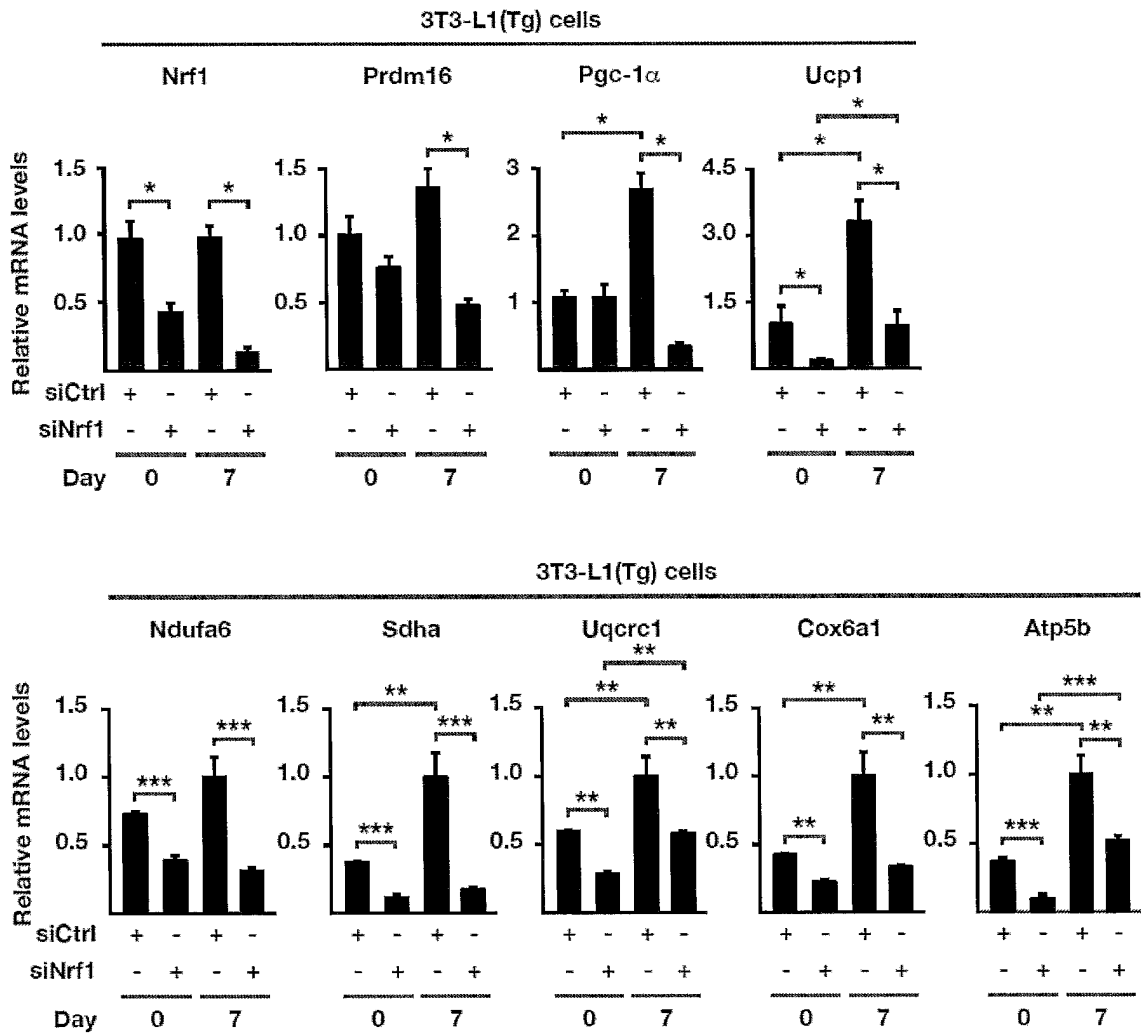 3T3-L1(Tg) cells
Nrf1 Prdm16 Pgc-1α Ucp1
* * * * * * * * *
Relative mRNA levels
1.5 1.5 3 4.5
1.0 1.0 2 3.0
0.5 0.5 1 1.5
siCtrl + - + - + - + - + - + - + - + -
siNrf1 - + - + - + - + - + - + - + - +
Day 0 7 0 7 0 7 0 7
3T3-L1(Tg) cells
Ndufa6 Sdha Uqcrc1 Cox6a1 Atp5b
*** *** ** *** *** ** ** ** ** ** ** ** *** ** ** ***
Relative mRNA levels
1.5 1.5 1.5 1.5 1.5
1.0 1.0 1.0 1.0 1.0
0.5 0.5 0.5 0.5 0.5
siCtrl + - + - + - + - + - + - + - + - + - + -
siNrf1 - + - + - + - + - + - + - + - + - + - +
Day 0 7 0 7 0 7 0 7 0 7